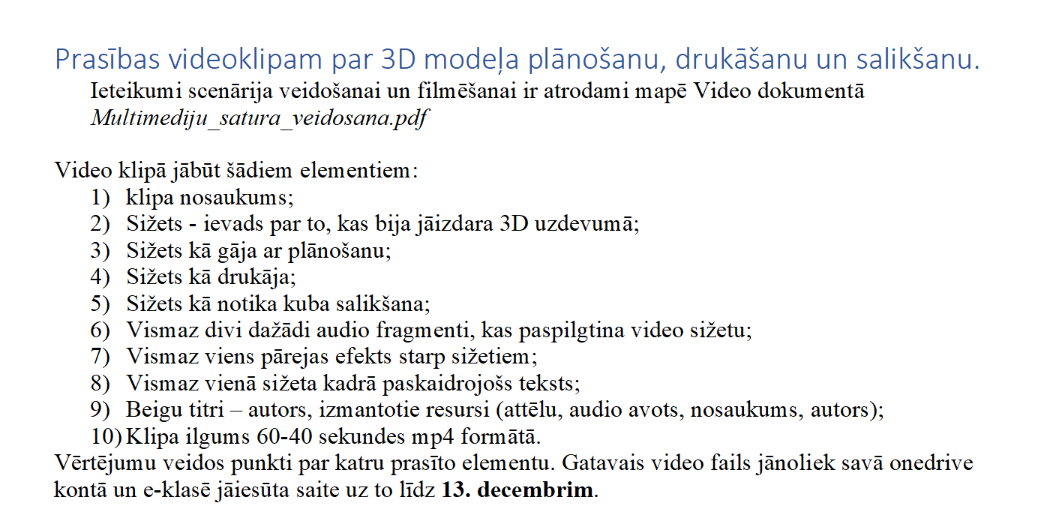 Prasības videoklipam par 3D modeļa plānošanu, drukāšanu un salikšanu.
Ieteikumi scenārija veidošanai un filmēšanai ir atrodami mapē Video dokumentā
Multimediju_satura_veidosana.pdf
Video klipā jābūt šādiem elementiem:
1) klipa nosaukums;
2) Sižets - ievads par to, kas bija jāizdara 3D uzdevumā;
3) Sižets kā gāja ar plānošanu;
4) Sižets kā drukāja;
5) Sižets kā notika kuba salikšana;
6) Vismaz divi dažādi audio fragmenti, kas paspilgtina video sižetu;
7) Vismaz viens pārejas efekts starp sižetiem;
8) Vismaz vienā sižeta kadrā paskaidrojošs teksts;
9) Beigu titri – autors, izmantotie resursi (attēlu, audio avots, nosaukums, autors);
10) Klipa ilgums 60-40 sekundes mp4 formātā.
Vērtējumu veidos punkti par katru prasīto elementu. Gatavais video fails jānoliek savā onedrive
kontā un e-klasē jāiesūta saite uz to līdz 13. decembrim.